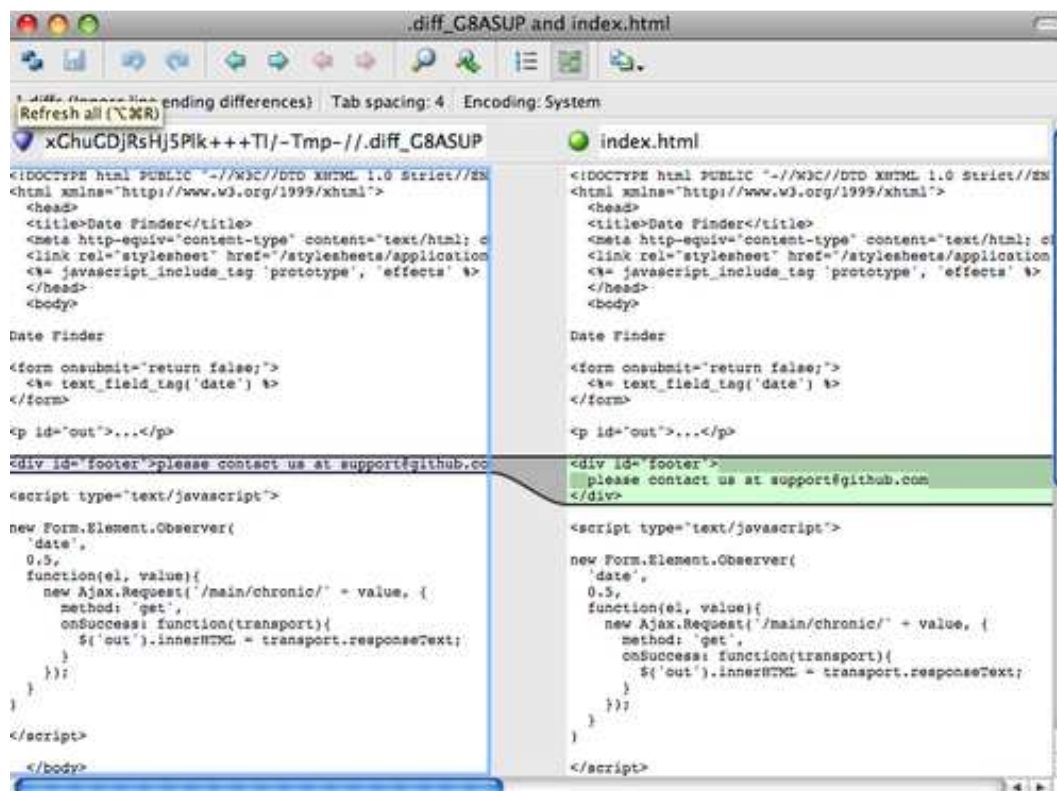 .diff_G8ASUP and index.html
ending differences) Tab spacing: 4 Encoding: System
Refresh all (⌥⌘R)
xGhuGDjRsHj5Plk+++TI/-Tmp-//.diff_G8ASUP
<!DOCTYPE html PUBLIC "-//W3C//DTD XHTML 1.0 Strict//EN
<html xmlns="http://www.w3.org/1999/xhtml">
<head>
<title>Date Finder</title>
<meta http-equiv="content-type" content="text/html; c
<link rel="stylesheet" href="/stylesheets/application
<%= javascript_include_tag 'prototype', 'effects' %>
</head>
<body>
Date Finder
<form onsubmit="return false;">
<%= text_field_tag('date') %>
</form>
<p id="out">...</p>
<div id="footer">please contact us at support@github.co
<script type="text/javascript">
new Form.Element.Observer(
'date',
0.5,
function(el, value){
new Ajax.Request('/main/chronic/' + value, {
method: 'get',
onSuccess: function(transport){
$('out').innerHTML = transport.responseText;
}
});
}
)
</script>
</body>
index.html
<!DOCTYPE html PUBLIC "-//W3C//DTD XHTML 1.0 Strict//EN
<html xmlns="http://www.w3.org/1999/xhtml">
<head>
<title>Date Finder</title>
<meta http-equiv="content-type" content="text/html; c
<link rel="stylesheet" href="/stylesheets/application
<%= javascript_include_tag 'prototype', 'effects' %>
</head>
<body>
Date Finder
<form onsubmit="return false;">
<%= text_field_tag('date') %>
</form>
<p id="out">...</p>
<div id="footer">
please contact us at support@github.com
</div>
<script type="text/javascript">
new Form.Element.Observer(
'date',
0.5,
function(el, value){
new Ajax.Request('/main/chronic/' + value, {
method: 'get',
onSuccess: function(transport){
$('out').innerHTML = transport.responseText;
}
});
}
)
</script>